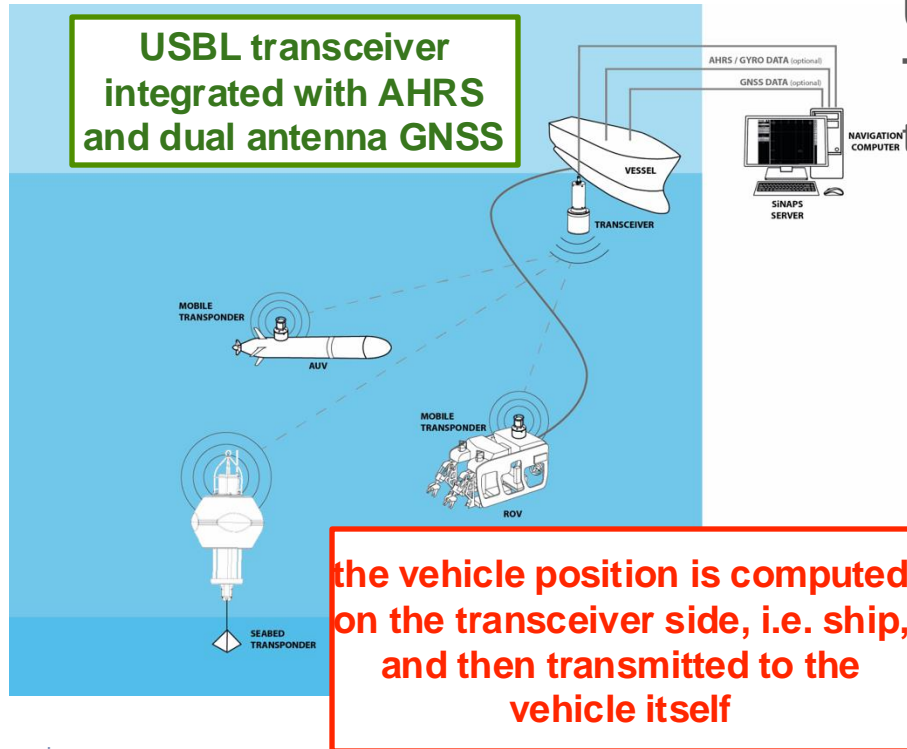 USBL transceiver
integrated with AHRS
and dual antenna GNSS
AHRS / GYRO DATA (optional)
GNSS DATA (optional)
NAVIGATION
COMPUTER
VESSEL
SiNAPS
SERVER
TRANSCEIVER
MOBILE
TRANSPONDER
AUV
MOBILE
TRANSPONDER
ROV
SEABED
TRANSPONDER
the vehicle position is computed
on the transceiver side, i.e. ship,
and then transmitted to the
vehicle itself